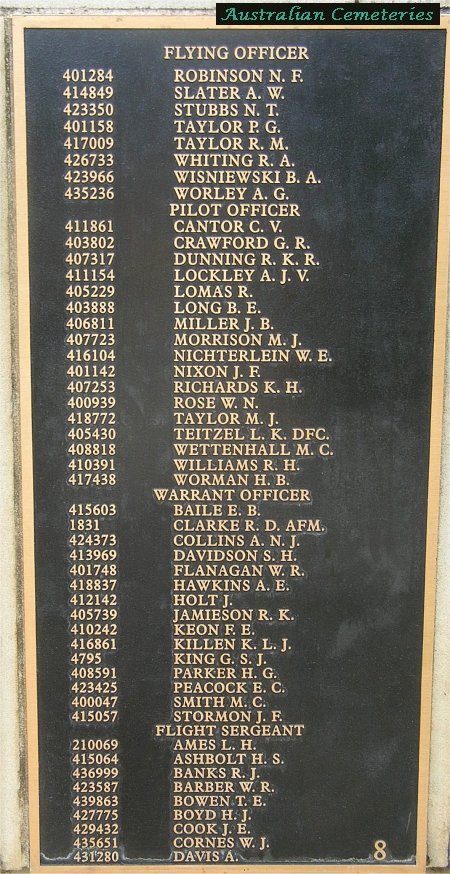 Australian Cemeteries
FLYING OFFICER
401284 ROBINSON N. F.
414849 SLATER A. W.
423350 STUBBS N. T.
401158 TAYLOR P. G.
417009 TAYLOR R. M.
426733 WHITING R. A.
423966 WISNIEWSKI B. A.
435236 WORLEY A. G.
PILOT OFFICER
411861 CANTOR C. V.
403802 CRAWFORD G. R.
407317 DUNNING R. K. R.
411154 LOCKLEY A. J. V.
405229 LOMAS R.
403888 LONG B. E.
406811 MILLER J. B.
407723 MORRISON M. J.
416104 NICHTERLEIN W. E.
401142 NIXON J. F.
407253 RICHARDS K. H.
400939 ROSE W. N.
418772 TAYLOR M. J.
405430 TEITZEL L. K. DFC.
408818 WETTENHALL M. C.
410391 WILLIAMS R. H.
417438 WORMAN H. B.
WARRANT OFFICER
415603 BAILE E. B.
1831 CLARKE R. D. AFM.
424373 COLLINS A. N. J.
413969 DAVIDSON S. H.
401748 FLANAGAN W. R.
418837 HAWKINS A. E.
412142 HOLT J.
405739 JAMIESON R. K.
410242 KEON F. E.
416861 KILLEN K. L. J.
4795 KING G. S. J.
408591 PARKER H. G.
423425 PEACOCK E. C.
400047 SMITH M. C.
415057 STORMON J. F.
FLIGHT SERGEANT
210069 AMES L. H.
415064 ASHBOLT H. S.
436999 BANKS R. J.
423587 BARBER W. R.
439863 BOWEN T. E.
427775 BOYD H. J.
429432 COOK J. E.
435651 CORNES W. J.
431280 DAVIS A.
8